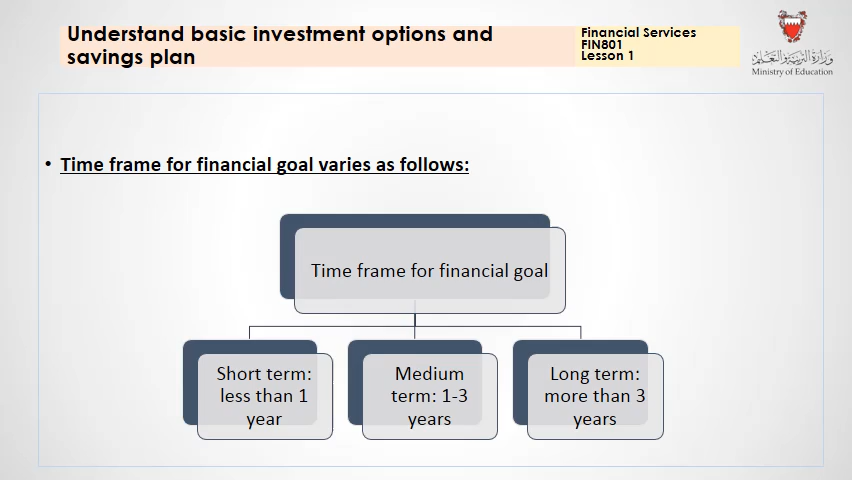 Understand basic investment options and
savings plan
Financial Services
FIN801
Lesson 1
وزارة التربية والتعليم
Ministry of Education
• Time frame for financial goal varies as follows:
Time frame for financial goal
Short term:
less than 1
year
Medium
term: 1-3
years
Long term:
more than 3
years